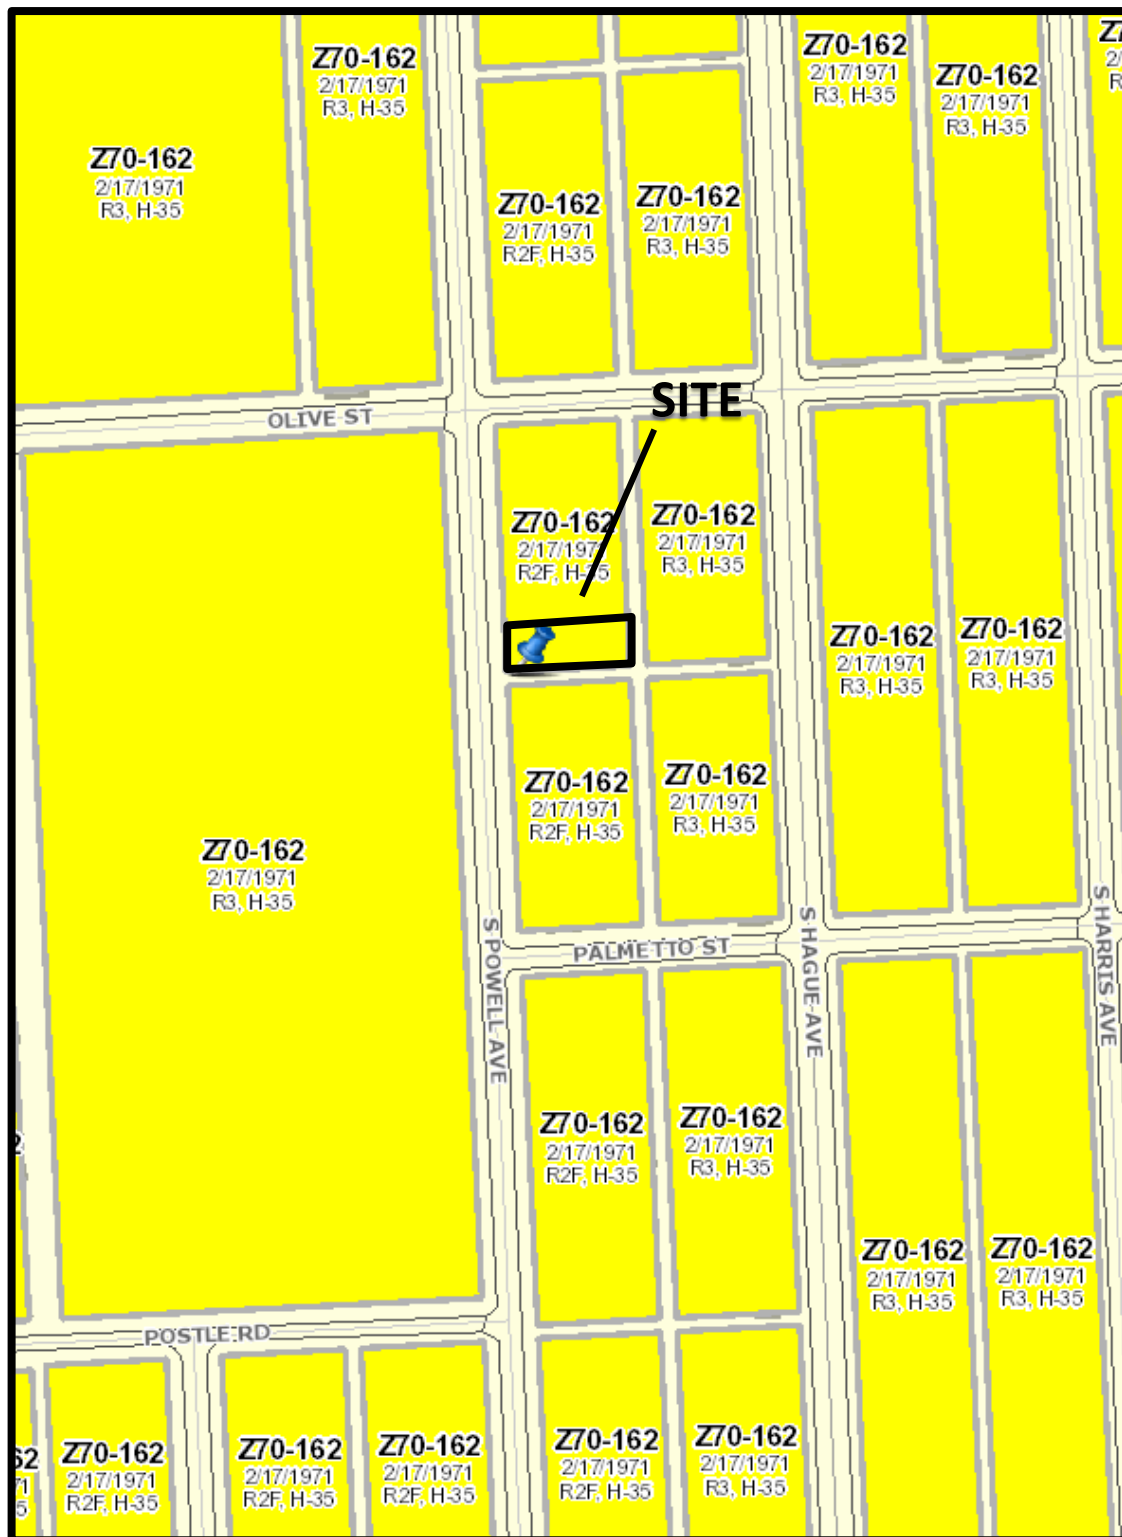 Z70-162
2/17/1971
R3, H-35
Z70-162
2/17/1971
R3, H-35
Z70-162
2/17/1971
R3, H-35
Z70-162
2/17/1971
R3, H-35
Z70-162
2/17/1971
R2F, H-35
Z70-162
2/17/1971
R3, H-35
OLIVE ST
SITE
Z70-162
2/17/1971
R2F, H-35
Z70-162
2/17/1971
R3, H-35
Z70-162
2/17/1971
R3, H-35
Z70-162
2/17/1971
R3, H-35
Z70-162
2/17/1971
R2F, H-35
Z70-162
2/17/1971
R3, H-35
Z70-162
2/17/1971
R3, H-35
S POWELL AVE
PALMETTO ST
S HAGUE AVE
S HARRIS AVE
Z70-162
2/17/1971
R2F, H-35
Z70-162
2/17/1971
R3, H-35
Z70-162
2/17/1971
R3, H-35
Z70-162
2/17/1971
R3, H-35
POSTLE RD
Z70-162
2/17/1971
R2F, H-35
Z70-162
2/17/1971
R2F, H-35
Z70-162
2/17/1971
R2F, H-35
Z70-162
2/17/1971
R2F, H-35
Z70-162
2/17/1971
R3, H-35